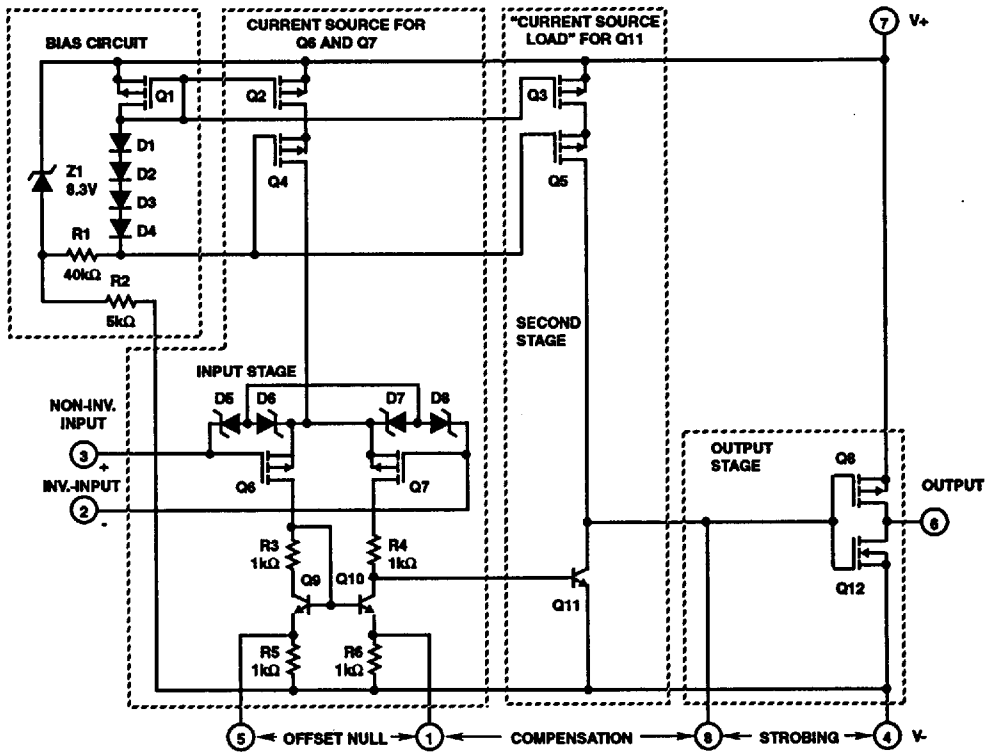 CURRENT SOURCE FOR
Q6 AND Q7
"CURRENT SOURCE
LOAD" FOR Q11
7
V+
BIAS CIRCUIT
Q1
Q2
Q3
D1
D2
D3
D4
Z1
8.3V
Q4
Q5
R1
40kΩ
R2
5kΩ
SECOND
STAGE
INPUT STAGE
D5
D6
D7
D8
NON-INV.
INPUT
3
+
Q6
Q7
INV.-INPUT
2
-
OUTPUT
STAGE
Q8
OUTPUT
6
Q12
R3
1kΩ
R4
1kΩ
Q9
Q10
Q11
R5
1kΩ
R6
1kΩ
5
OFFSET NULL
1
COMPENSATION
8
STROBING
4
V-